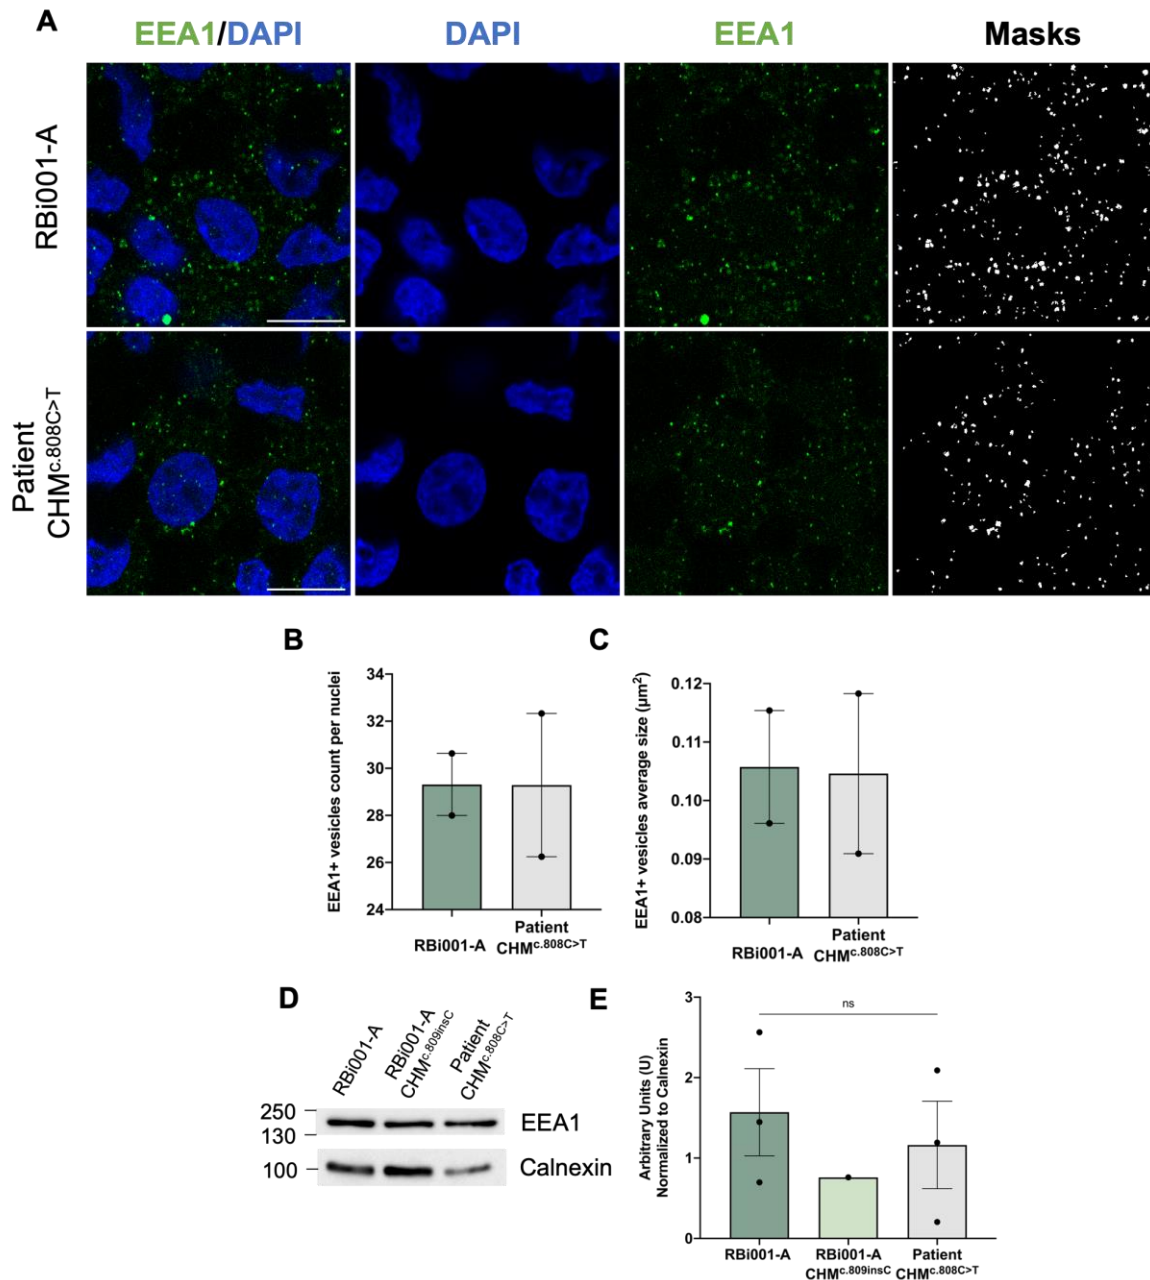 A
EEA1/DAPI
DAPI
EEA1
Masks
RBi001-A
Patient
CHMc.808C>T
B
EEA1+ vesicles count per nuclei
34
32
30
28
26
24
RBi001-A
Patient
CHMc.808C>T
C
EEA1+ vesicles average size (µm²)
0.12
0.11
0.10
0.09
0.08
RBi001-A
Patient
CHMc.808C>T
D
RBi001-A
RBi001-A
CHMc.809insC
Patient
CHMc.808C>T
250
130
EEA1
100
Calnexin
E
Arbitrary Units (U)
Normalized to Calnexin
3
2
1
0
ns
RBi001-A
RBi001-A
CHMc.809insC
Patient
CHMc.808C>T